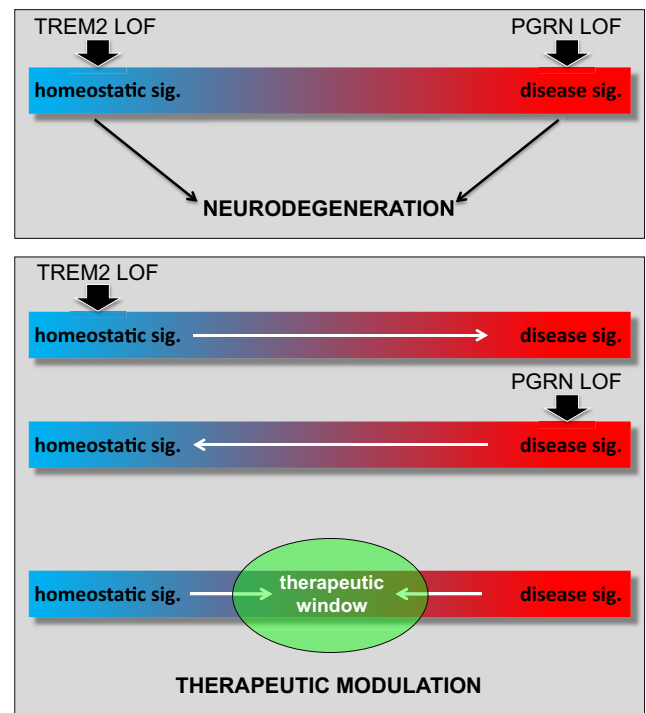 TREM2 LOF PGRN LOF
homeostatic sig. disease sig.
NEURODEGENERATION
TREM2 LOF
homeostatic sig. disease sig.
PGRN LOF
homeostatic sig. disease sig.
homeostatic sig. therapeutic window disease sig.
THERAPEUTIC MODULATION